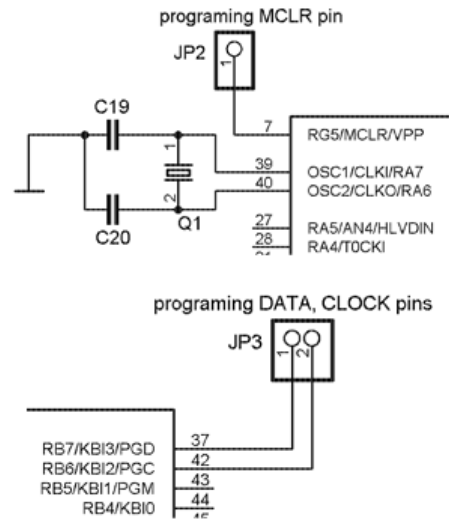 programing MCLR pin
JP2
1
C19
7
RG5/MCLR/VPP
1
39
OSC1/CLKI/RA7
40
OSC2/CLKO/RA6
2
C20
Q1
27
RA5/AN4/HLVDIN
28
RA4/T0CKI
programing DATA, CLOCK pins
JP3
1
2
RB7/KBI3/PGD
37
RB6/KBI2/PGC
42
RB5/KBI1/PGM
43
RB4/KBI0
44